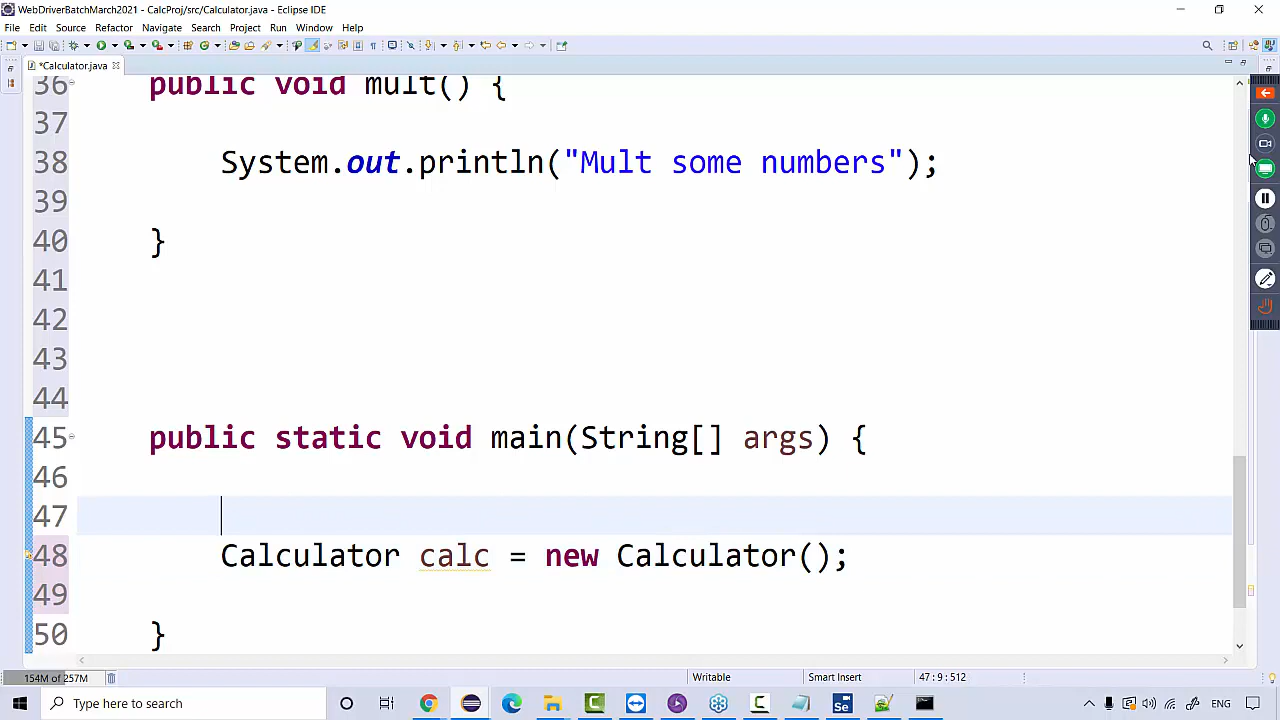 WebDriverBatchMarch2021 - CalcProj/src/Calculator.java - Eclipse IDE
File Edit Source Refactor Navigate Search Project Run Window Help
*Calculator.java
36 public void mult() {
37
38 System.out.println("Mult some numbers");
39
40 }
41
42
43
44
45 public static void main(String[] args) {
46
47
48 Calculator calc = new Calculator();
49
50 }
154M of 257M Writable Smart Insert 47 : 9 : 512
Type here to search Se ENG